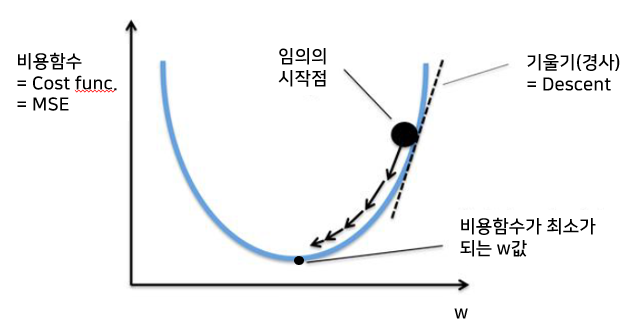 비용함수
= Cost func.
= MSE
임의의
시작점
기울기(경사)
= Descent
비용함수가 최소가
되는 w값
w